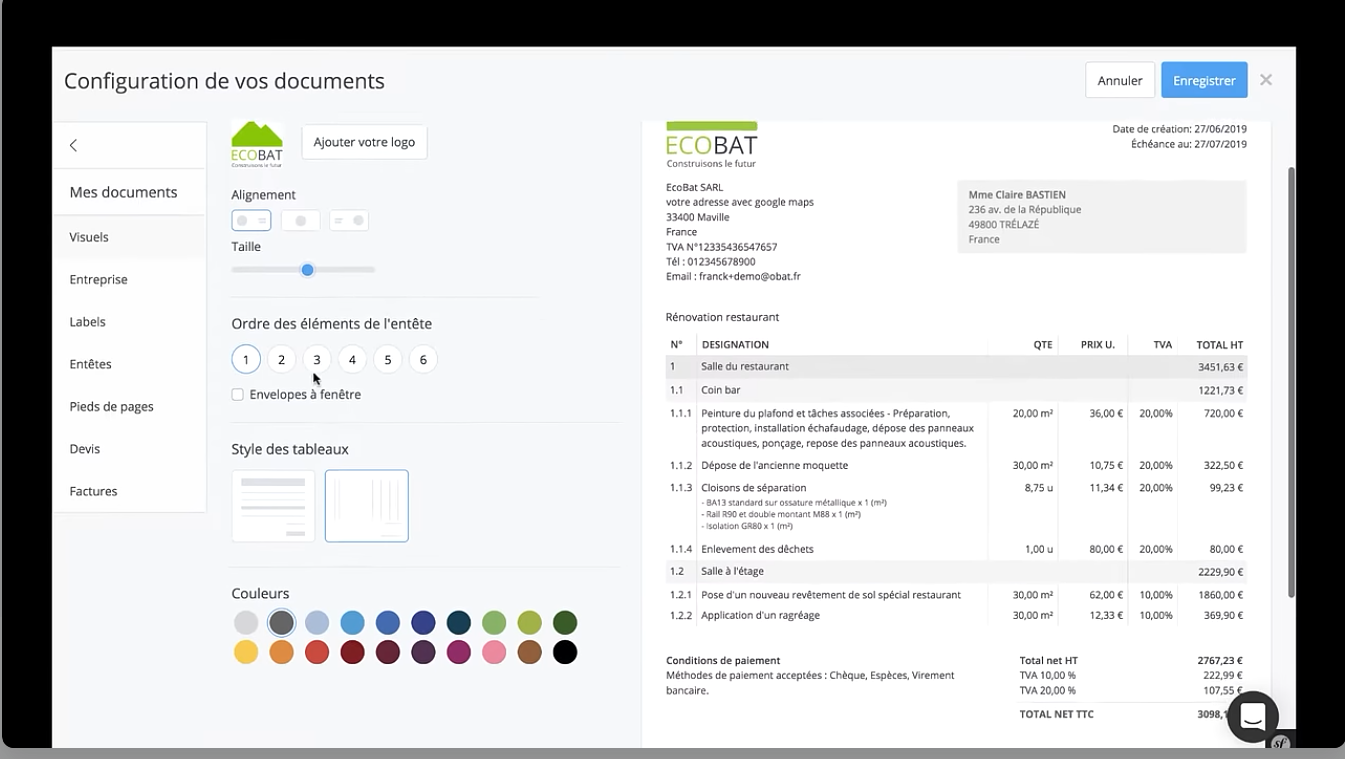 Configuration de vos documents
Annuler
Enregistrer
Mes documents
Visuels
Entreprise
Labels
Entêtes
Pieds de pages
Devis
Factures
ECOBAT
Construisons le futur
Ajouter votre logo
Alignement
Taille
Ordre des éléments de l'entête
1 2 3 4 5 6
Envelopes à fenêtre
Style des tableaux
Couleurs
ECOBAT
Construisons le futur
Date de création: 27/06/2019
Échéance au: 27/07/2019
EcoBat SARL
votre adresse avec google maps
33400 Maville
France
TVA N°12335436547657
Tél : 012345678900
Email : franck+demo@obat.fr
Mme Claire BASTIEN
236 av. de la République
49800 TRÉLAZÉ
France
Rénovation restaurant
N° DESIGNATION QTE PRIX U. TVA TOTAL HT
1 Salle du restaurant 3451,63 €
1.1 Coin bar 1221,73 €
1.1.1 Peinture du plafond et tâches associées - Préparation, 20,00 m² 36,00 € 20,00% 720,00 €
protection, installation échafaudage, dépose des panneaux
acoustiques, ponçage, repose des panneaux acoustiques.
1.1.2 Dépose de l'ancienne moquette 30,00 m² 10,75 € 20,00% 322,50 €
1.1.3 Cloisons de séparation 8,75 u 11,34 € 20,00% 99,23 €
- BA13 standard sur ossature métallique x 1 (m²)
- Rail R90 et double montant M88 x 1 (m²)
- Isolation GR80 x 1 (m²)
1.1.4 Enlevement des dêchets 1,00 u 80,00 € 20,00% 80,00 €
1.2 Salle à l'étage 2229,90 €
1.2.1 Pose d'un nouveau revêtement de sol spécial restaurant 30,00 m² 62,00 € 10,00% 1860,00 €
1.2.2 Application d'un ragréage 30,00 m² 12,33 € 10,00% 369,90 €
Conditions de paiement
Méthodes de paiement acceptées : Chèque, Espèces, Virement
bancaire.
Total net HT 2767,23 €
TVA 10,00 % 222,99 €
TVA 20,00 % 107,55 €
TOTAL NET TTC 3098,
sf